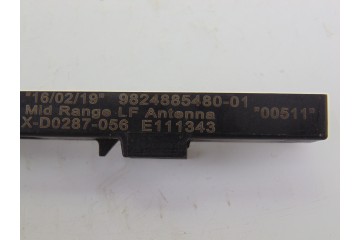 "16/02/19" 9824885480-01
Mid Range LF Antenna "00511"
X-D0287-056 E111343